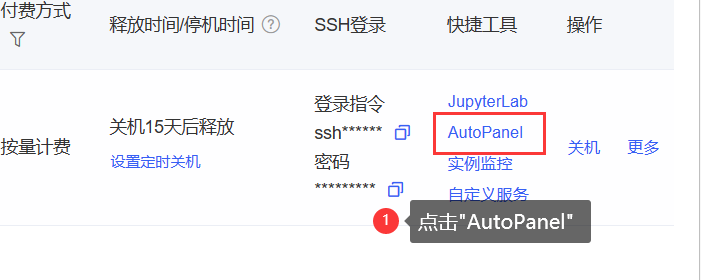 付费方式
释放时间/停机时间
SSH登录
快捷工具
操作
按量计费
关机15天后释放
设置定时关机
登录指令
ssh******
密码
*********
JupyterLab
AutoPanel
实例监控
自定义服务
关机
更多
1
点击"AutoPanel"